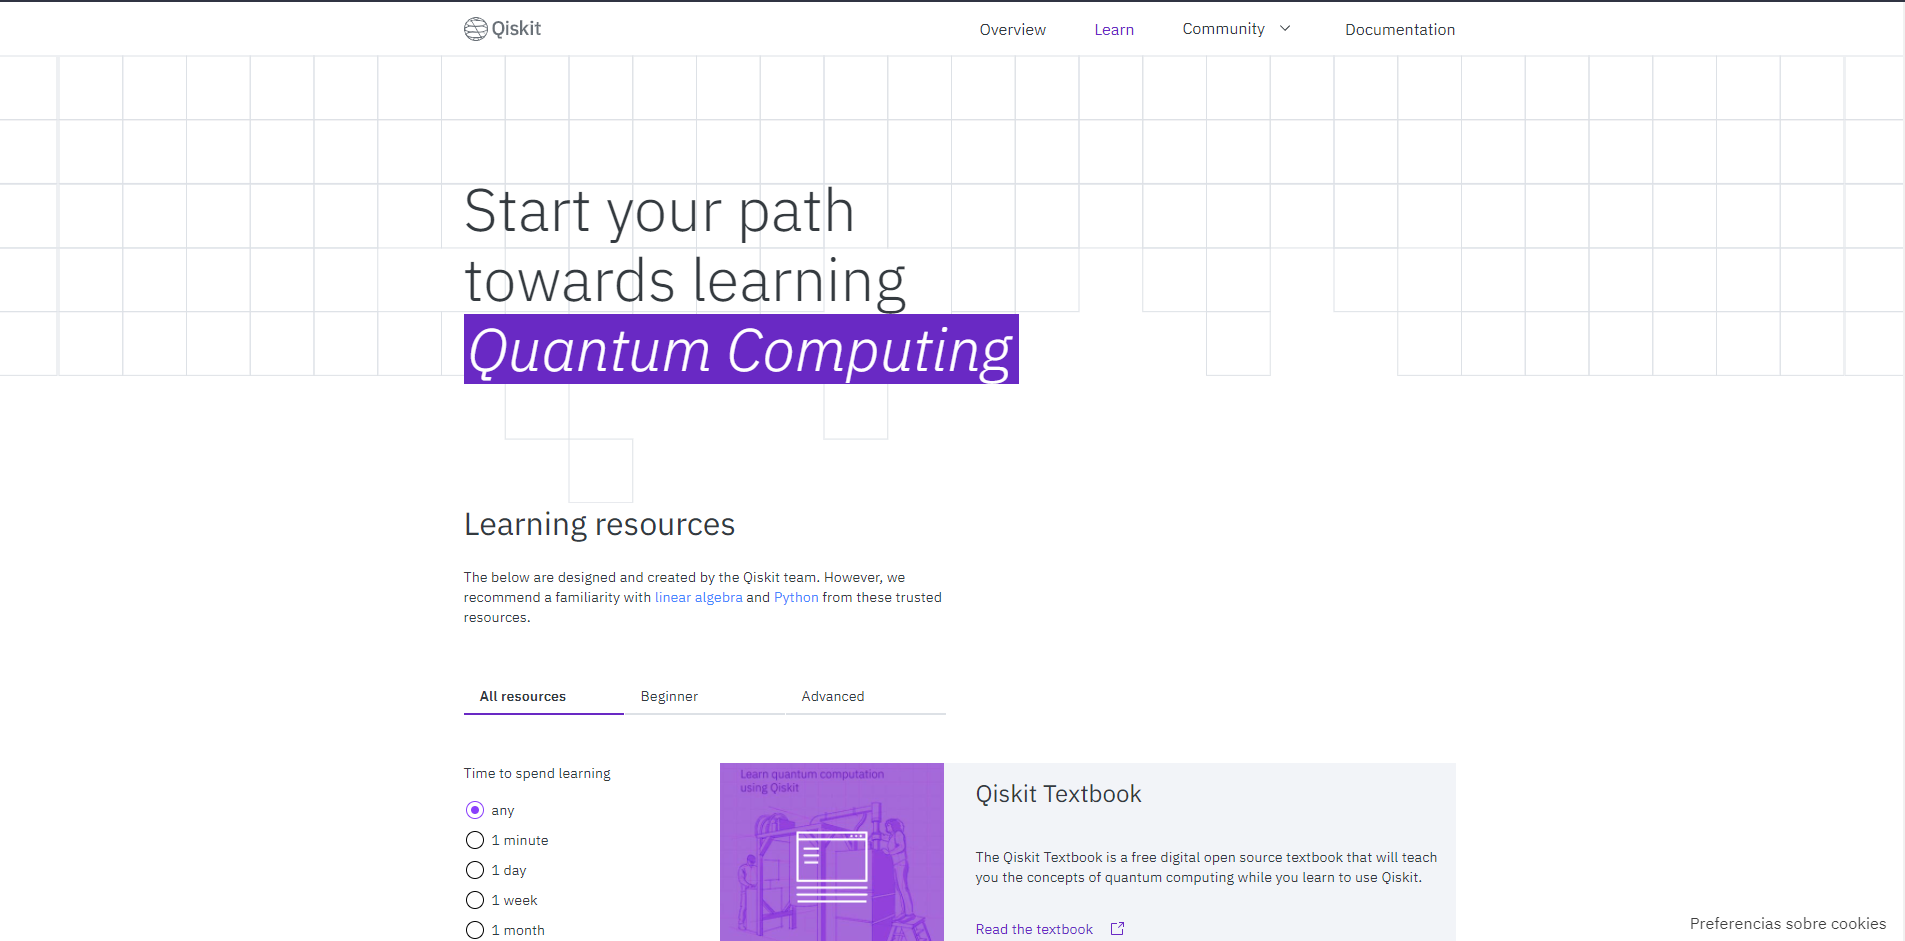 Qiskit
Overview
Learn
Community
Documentation
Start your path
towards learning
Quantum Computing
Learning resources
The below are designed and created by the Qiskit team. However, we
recommend a familiarity with linear algebra and Python from these trusted
resources.
All resources
Beginner
Advanced
Time to spend learning
any
1 minute
1 day
1 week
1 month
Learn quantum computation
using Qiskit
Qiskit Textbook
The Qiskit Textbook is a free digital open source textbook that will teach
you the concepts of quantum computing while you learn to use Qiskit.
Read the textbook
Preferencias sobre cookies